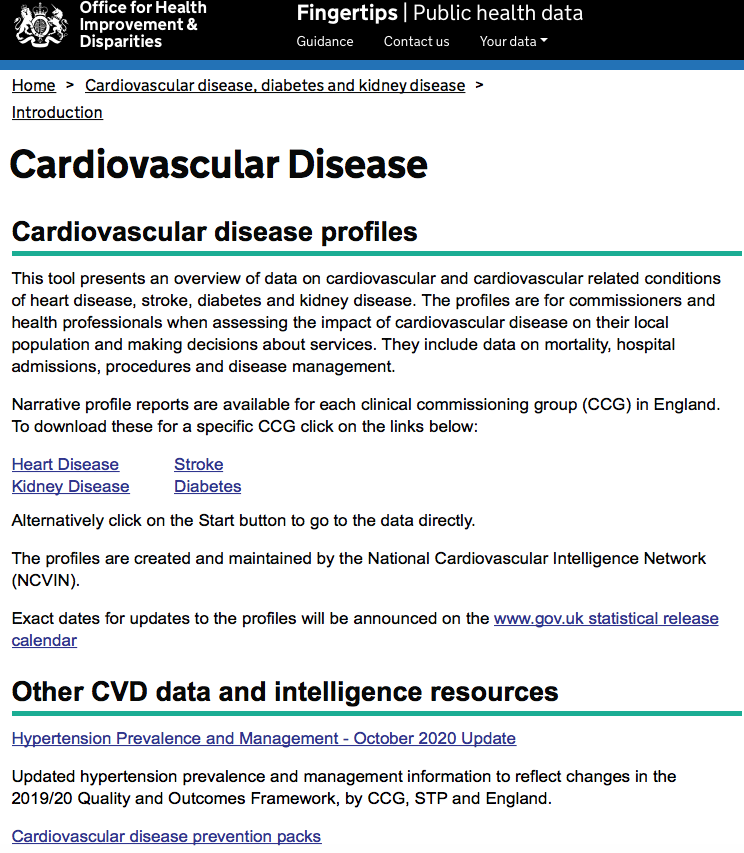 Office for Health
Improvement &
Disparities
Fingertips | Public health data
Guidance Contact us Your data
Home > Cardiovascular disease, diabetes and kidney disease >
Introduction
Cardiovascular Disease
Cardiovascular disease profiles
This tool presents an overview of data on cardiovascular and cardiovascular related conditions
of heart disease, stroke, diabetes and kidney disease. The profiles are for commissioners and
health professionals when assessing the impact of cardiovascular disease on their local
population and making decisions about services. They include data on mortality, hospital
admissions, procedures and disease management.
Narrative profile reports are available for each clinical commissioning group (CCG) in England.
To download these for a specific CCG click on the links below:
Heart Disease Stroke
Kidney Disease Diabetes
Alternatively click on the Start button to go to the data directly.
The profiles are created and maintained by the National Cardiovascular Intelligence Network
(NCVIN).
Exact dates for updates to the profiles will be announced on the www.gov.uk statistical release
calendar
Other CVD data and intelligence resources
Hypertension Prevalence and Management - October 2020 Update
Updated hypertension prevalence and management information to reflect changes in the
2019/20 Quality and Outcomes Framework, by CCG, STP and England.
Cardiovascular disease prevention packs